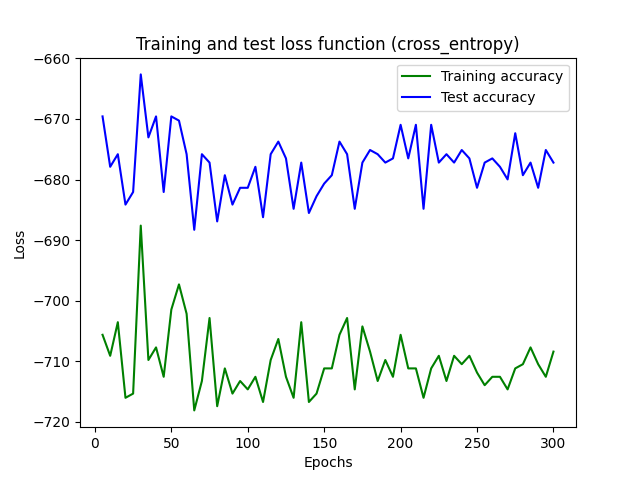 Training and test loss function (cross_entropy)
Training accuracy
Test accuracy
Loss
−660
−670
−680
−690
−700
−710
−720
0
50
100
150
200
250
300
Epochs